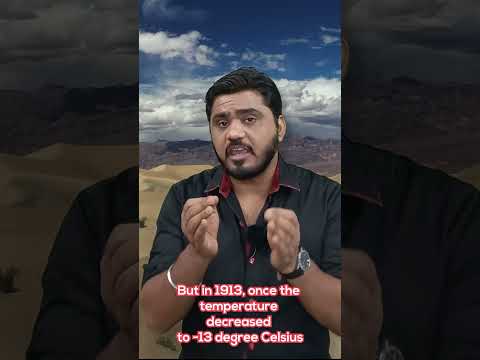 But in 1913, once the
temperature
decreased
to -13 degree Celsius